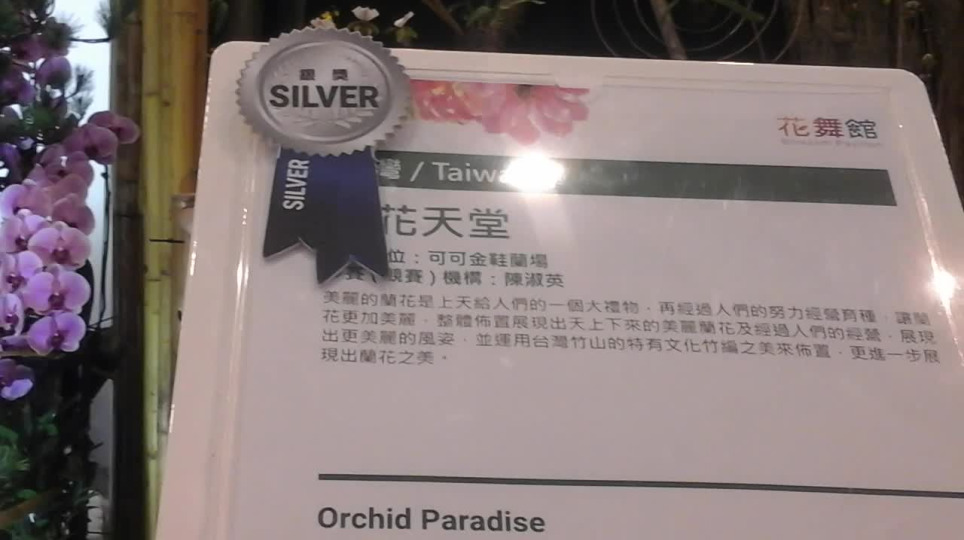 銀獎
SILVER
SILVER
花舞館
灣 / Taiwa
花天堂
位：可可金鞋蘭場
賽（競賽）機構：陳淑英
美麗的蘭花是上天給人們的一個大禮物，再經過人們的努力經營育種，讓蘭
花更加美麗，整體佈置展現出天上下來的美麗蘭花及經過人們的經營，展現
出更美麗的風姿，並運用台灣竹山的特有文化竹編之美來佈置，更進一步展
現出蘭花之美。
Orchid Paradise